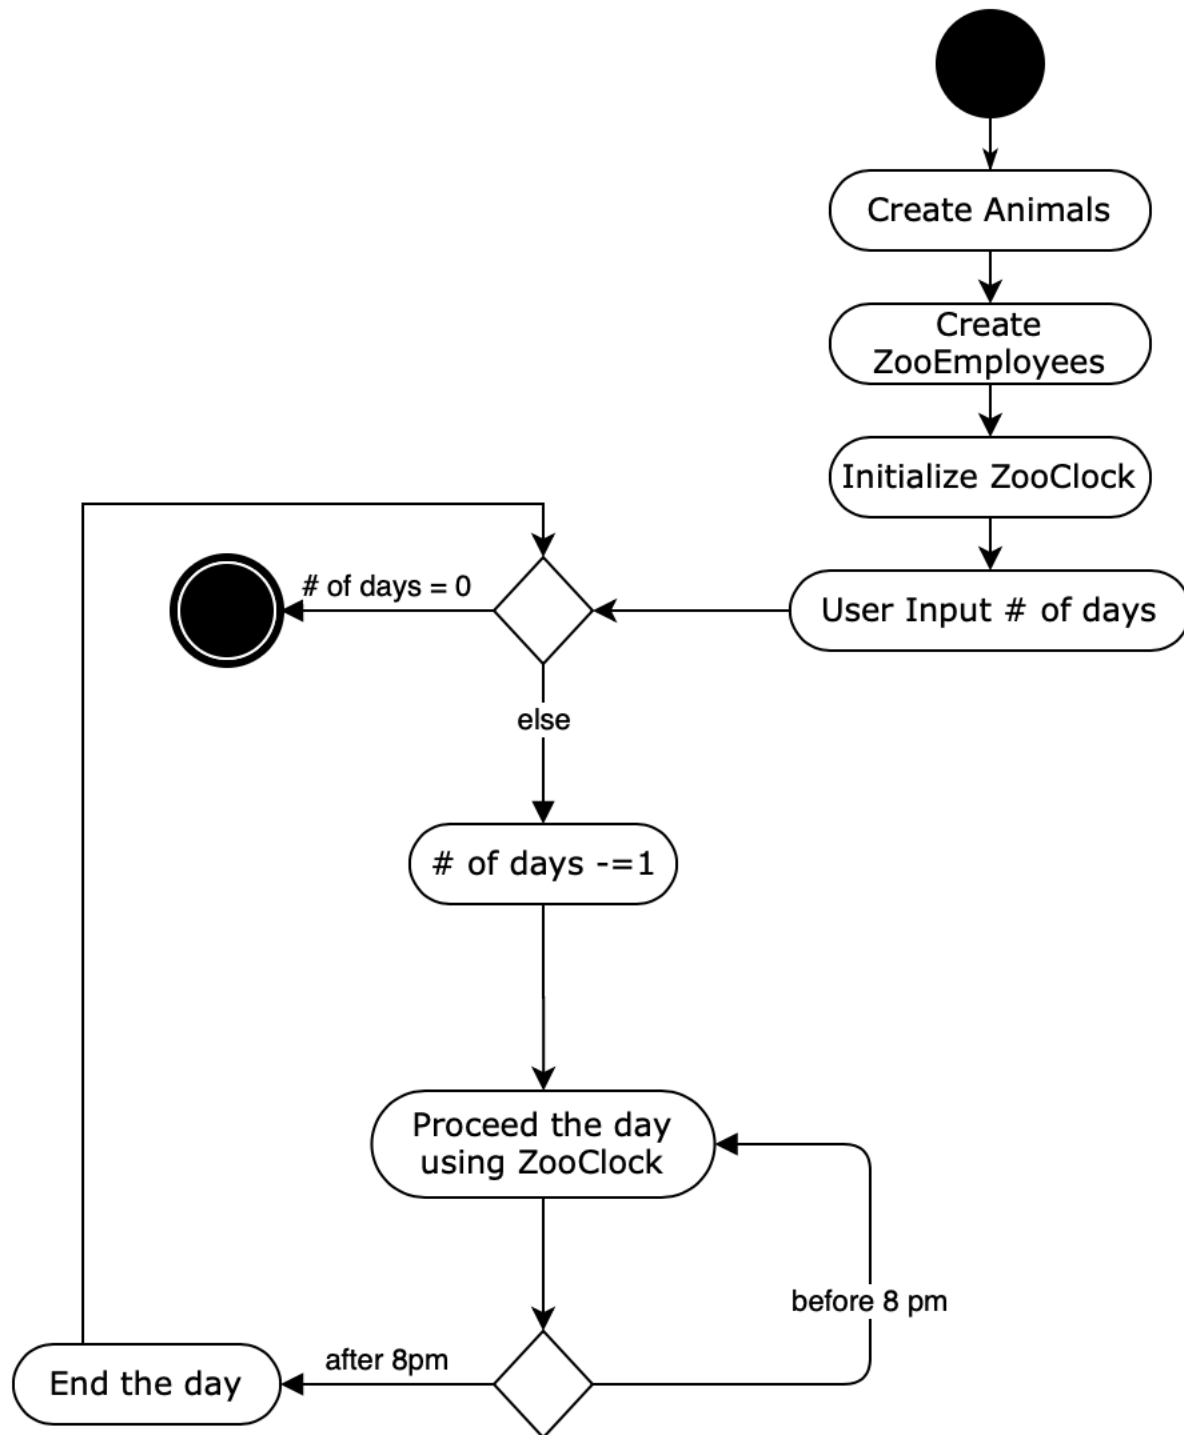 Create Animals
Create
ZooEmployees
Initialize ZooClock
User Input # of days
# of days = 0
else
# of days -=1
Proceed the day
using ZooClock
before 8 pm
after 8pm
End the day